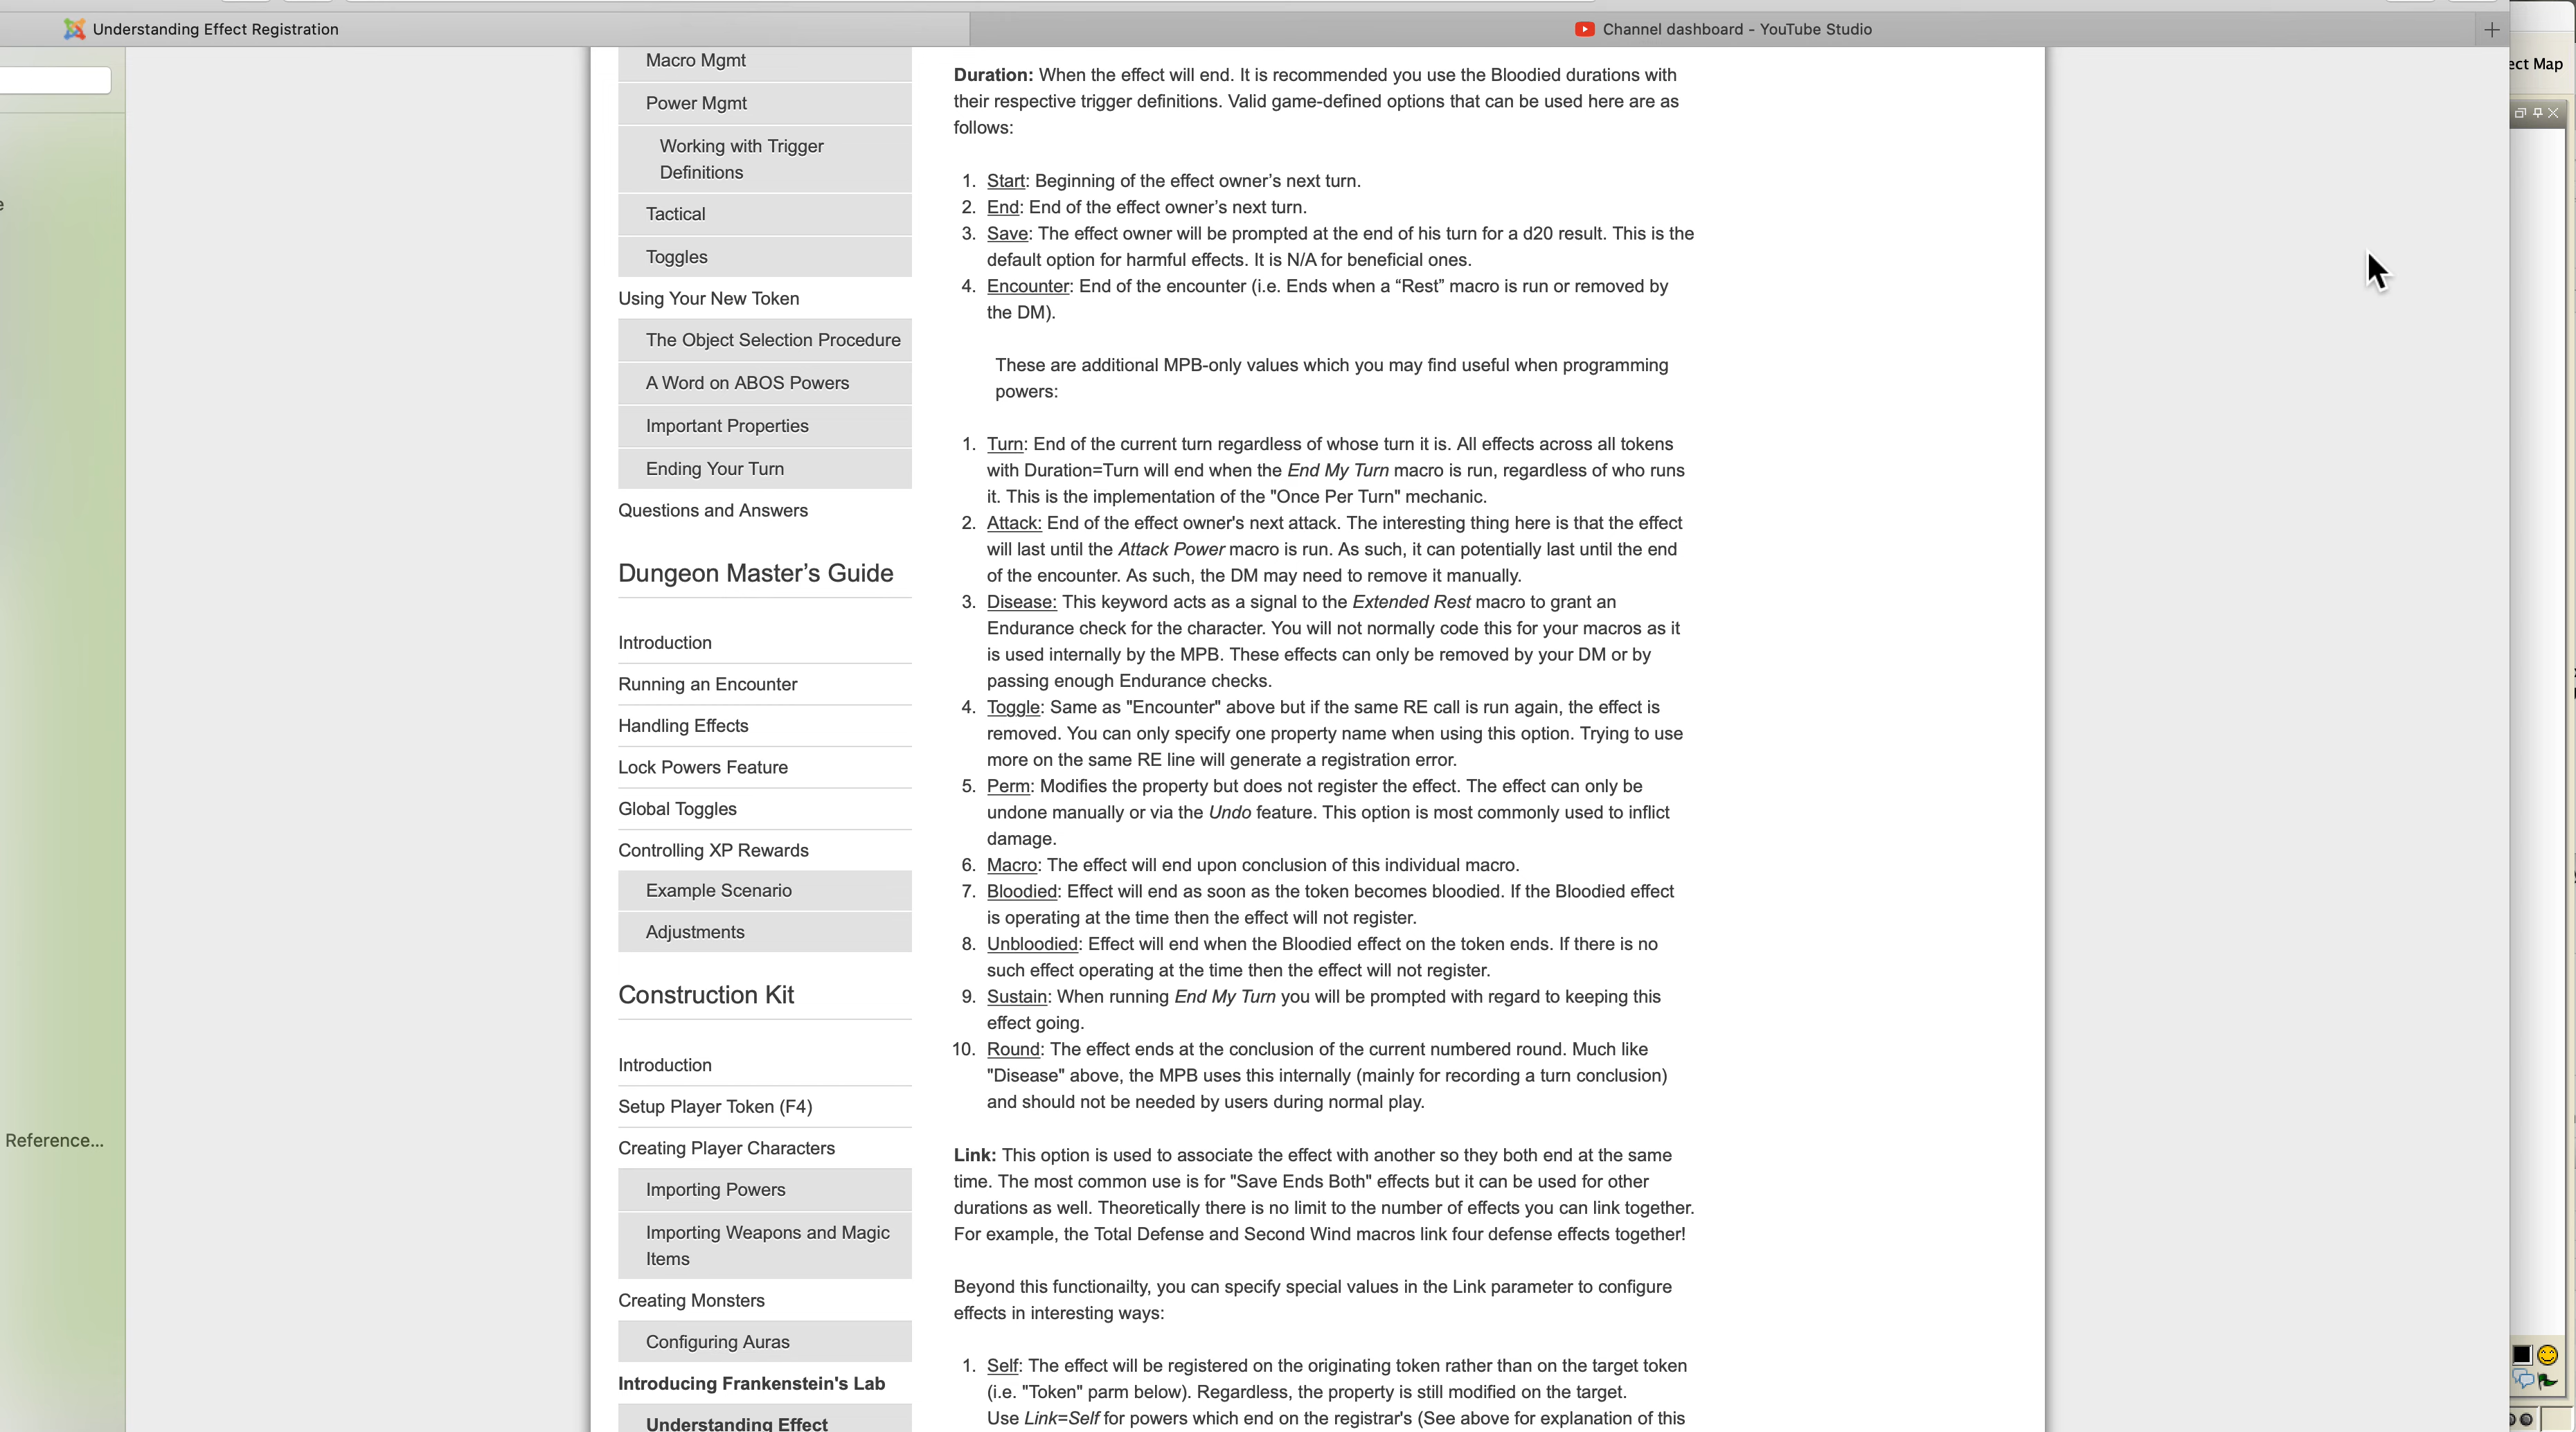 Understanding Effect Registration
Channel dashboard - YouTube Studio
ect Map
e
Reference...
Macro Mgmt
Power Mgmt
Working with Trigger
Definitions
Tactical
Toggles
Using Your New Token
The Object Selection Procedure
A Word on ABOS Powers
Important Properties
Ending Your Turn
Questions and Answers
Dungeon Master’s Guide
Introduction
Running an Encounter
Handling Effects
Lock Powers Feature
Global Toggles
Controlling XP Rewards
Example Scenario
Adjustments
Construction Kit
Introduction
Setup Player Token (F4)
Creating Player Characters
Importing Powers
Importing Weapons and Magic
Items
Creating Monsters
Configuring Auras
Introducing Frankenstein's Lab
Understanding Effect
Duration: When the effect will end. It is recommended you use the Bloodied durations with
their respective trigger definitions. Valid game-defined options that can be used here are as
follows:
1. Start: Beginning of the effect owner’s next turn.
2. End: End of the effect owner’s next turn.
3. Save: The effect owner will be prompted at the end of his turn for a d20 result. This is the
default option for harmful effects. It is N/A for beneficial ones.
4. Encounter: End of the encounter (i.e. Ends when a “Rest” macro is run or removed by
the DM).
These are additional MPB-only values which you may find useful when programming
powers:
1. Turn: End of the current turn regardless of whose turn it is. All effects across all tokens
with Duration=Turn will end when the End My Turn macro is run, regardless of who runs
it. This is the implementation of the "Once Per Turn" mechanic.
2. Attack: End of the effect owner's next attack. The interesting thing here is that the effect
will last until the Attack Power macro is run. As such, it can potentially last until the end
of the encounter. As such, the DM may need to remove it manually.
3. Disease: This keyword acts as a signal to the Extended Rest macro to grant an
Endurance check for the character. You will not normally code this for your macros as it
is used internally by the MPB. These effects can only be removed by your DM or by
passing enough Endurance checks.
4. Toggle: Same as "Encounter" above but if the same RE call is run again, the effect is
removed. You can only specify one property name when using this option. Trying to use
more on the same RE line will generate a registration error.
5. Perm: Modifies the property but does not register the effect. The effect can only be
undone manually or via the Undo feature. This option is most commonly used to inflict
damage.
6. Macro: The effect will end upon conclusion of this individual macro.
7. Bloodied: Effect will end as soon as the token becomes bloodied. If the Bloodied effect
is operating at the time then the effect will not register.
8. Unbloodied: Effect will end when the Bloodied effect on the token ends. If there is no
such effect operating at the time then the effect will not register.
9. Sustain: When running End My Turn you will be prompted with regard to keeping this
effect going.
10. Round: The effect ends at the conclusion of the current numbered round. Much like
"Disease" above, the MPB uses this internally (mainly for recording a turn conclusion)
and should not be needed by users during normal play.
Link: This option is used to associate the effect with another so they both end at the same
time. The most common use is for "Save Ends Both" effects but it can be used for other
durations as well. Theoretically there is no limit to the number of effects you can link together.
For example, the Total Defense and Second Wind macros link four defense effects together!
Beyond this functionailty, you can specify special values in the Link parameter to configure
effects in interesting ways:
1. Self: The effect will be registered on the originating token rather than on the target token
(i.e. "Token" parm below). Regardless, the property is still modified on the target.
Use Link=Self for powers which end on the registrar's (See above for explanation of this